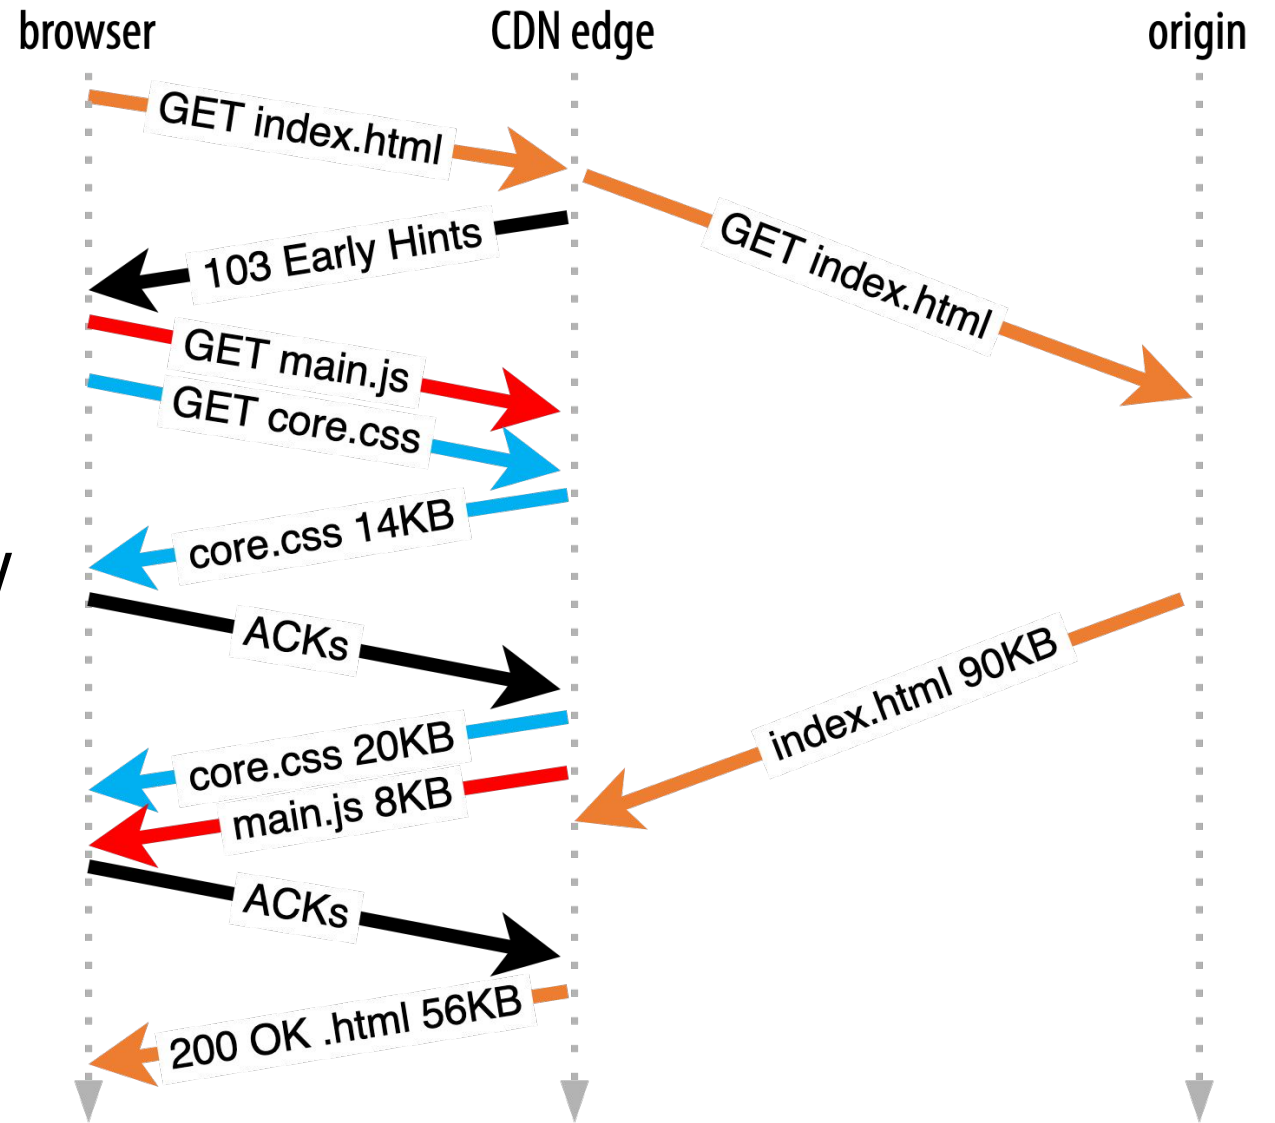 browser
CDN edge
origin
GET index.html
GET index.html
103 Early Hints
GET main.js
GET core.css
core.css 14KB
ACKs
index.html 90KB
core.css 20KB
main.js 8KB
ACKs
200 OK .html 56KB